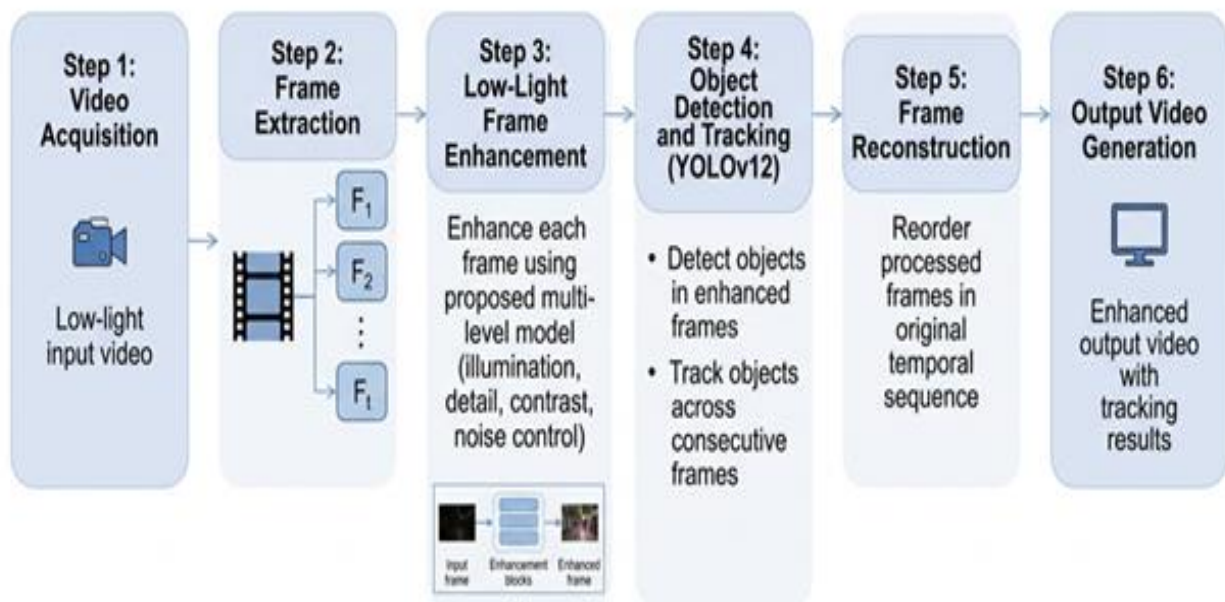 Step 1:
Video
Acquisition
Low-light
input video
Step 2:
Frame
Extraction
F1
F2
⋮
Ft
Step 3:
Low-Light
Frame
Enhancement
Enhance each
frame using
proposed multi-
level model
(illumination,
detail, contrast,
noise control)
Input
frame
Enhancement
blocks
Enhanced
frame
Step 4:
Object
Detection
and Tracking
(YOLOv12)
• Detect objects
in enhanced
frames
• Track objects
across
consecutive
frames
Step 5:
Frame
Reconstruction
Reorder
processed
frames in
original
temporal
sequence
Step 6:
Output Video
Generation
Enhanced
output video
with
tracking
results